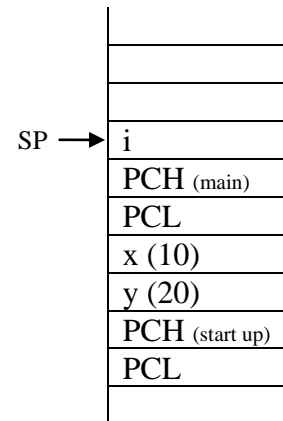 SP i
PCH (main)
PCL
x (10)
y (20)
PCH (start up)
PCL